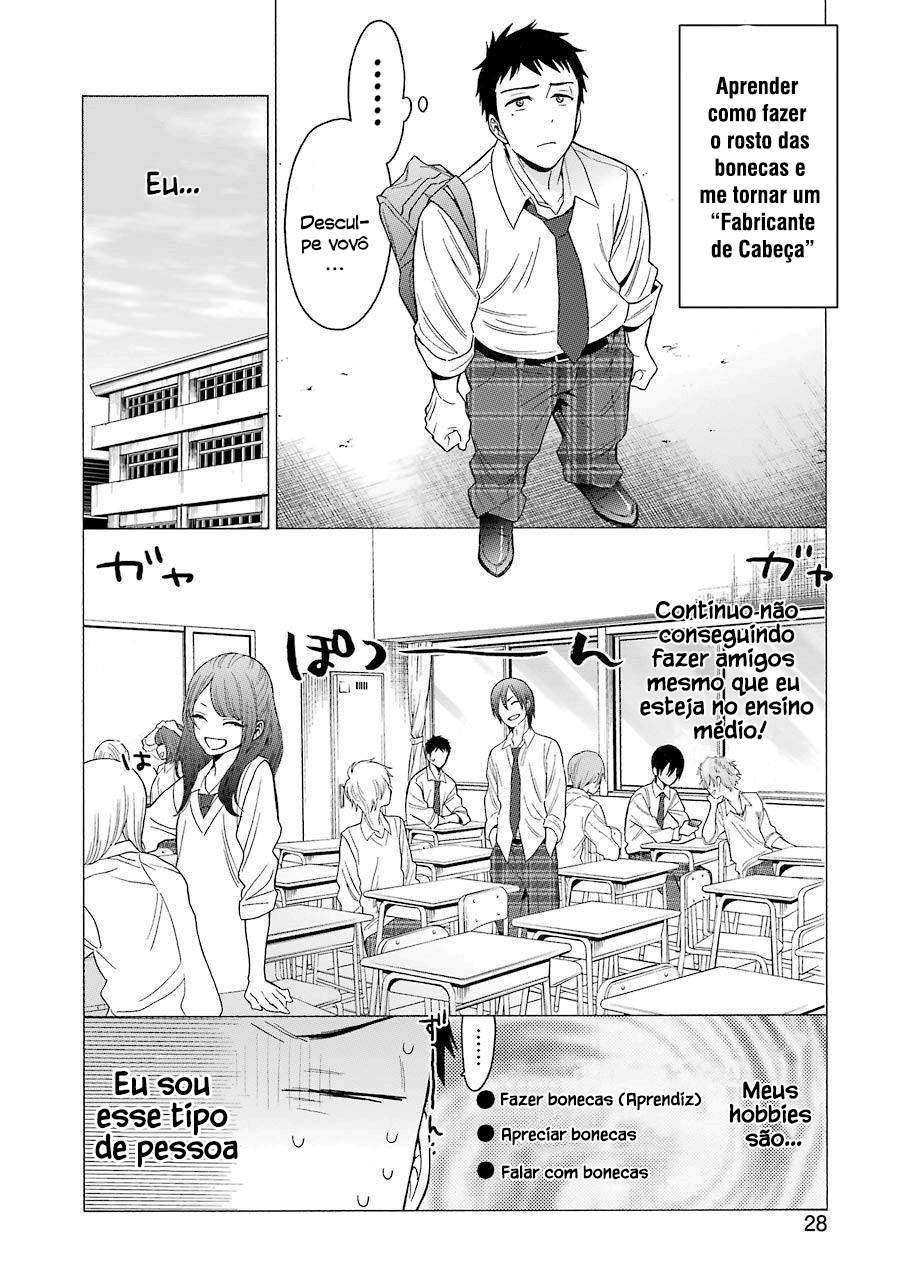 Aprender
como fazer
o rosto das
bonecas e
me tornar um
“Fabricante
de Cabeça”
Descul-
pe vovô
...
Eu...
ガヤ
ガヤ
ぽつーーん
Contínuo não
conseguindo
fazer amigos
mesmo que eu
esteja no ensino
médio!
は
Meus
hobbies
são...
● Fazer bonecas (Aprendiz)
● Apreciar bonecas
● Falar com bonecas
ず
ー
ん
Eu sou
esse tipo
de pessoa
28